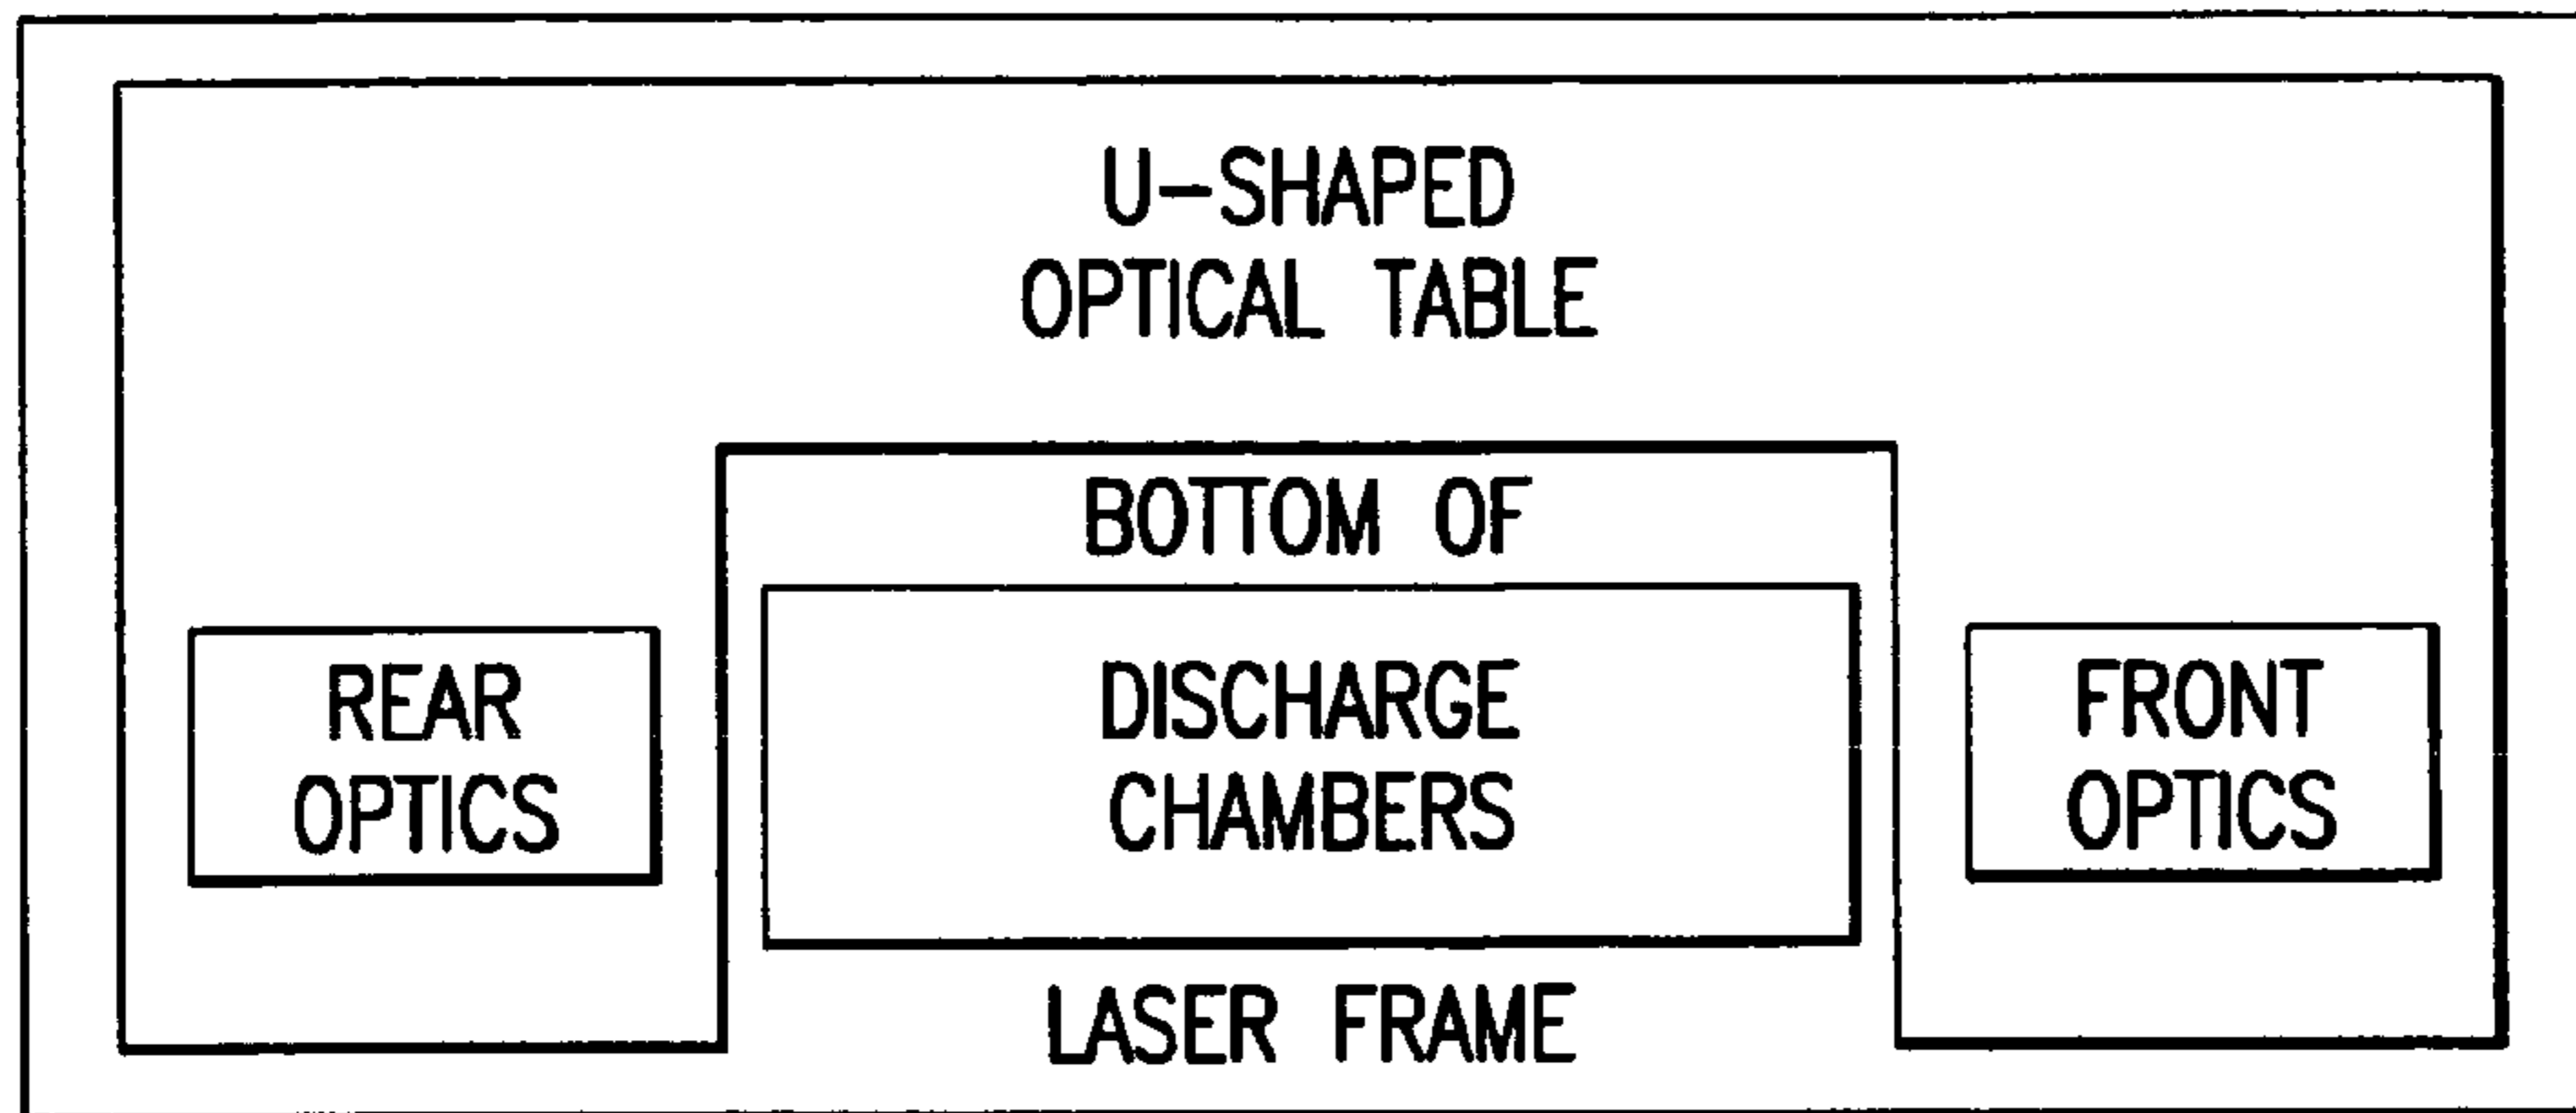 U-SHAPED
OPTICAL TABLE
BOTTOM OF
REAR
OPTICS
DISCHARGE
CHAMBERS
FRONT
OPTICS
LASER FRAME